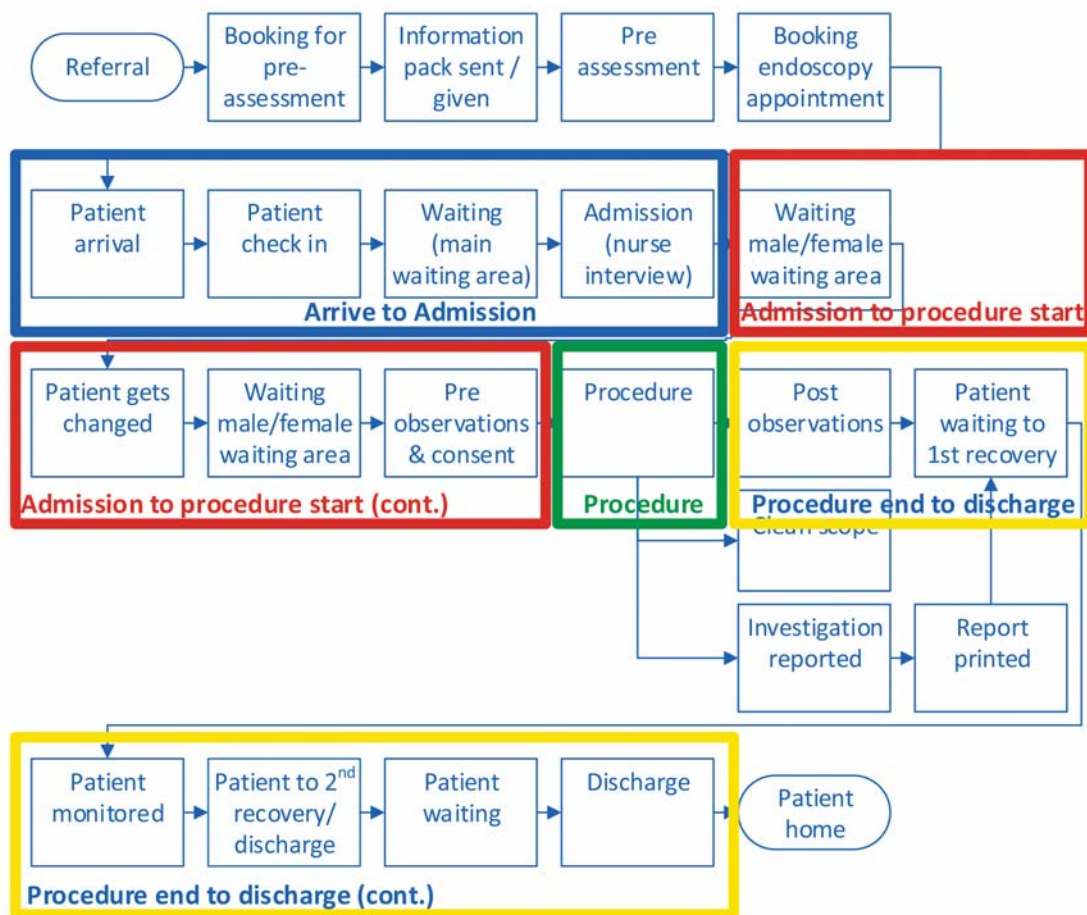 Referral
Booking for
pre-
assessment
Information
pack sent /
given
Pre
assessment
Booking
endoscopy
appointment
Patient
arrival
Patient
check in
Waiting
(main
waiting area)
Admission
(nurse
interview)
Waiting
male/female
waiting area
Arrive to Admission
Admission to procedure start
Patient gets
changed
Waiting
male/female
waiting area
Pre
observations
& consent
Procedure
Post
observations
Patient
waiting to
1st recovery
Admission to procedure start (cont.)
Procedure
Procedure end to discharge
Clean scope
Investigation
reported
Report
printed
Patient
monitored
Patient to 2nd
recovery/
discharge
Patient
waiting
Discharge
Patient
home
Procedure end to discharge (cont.)